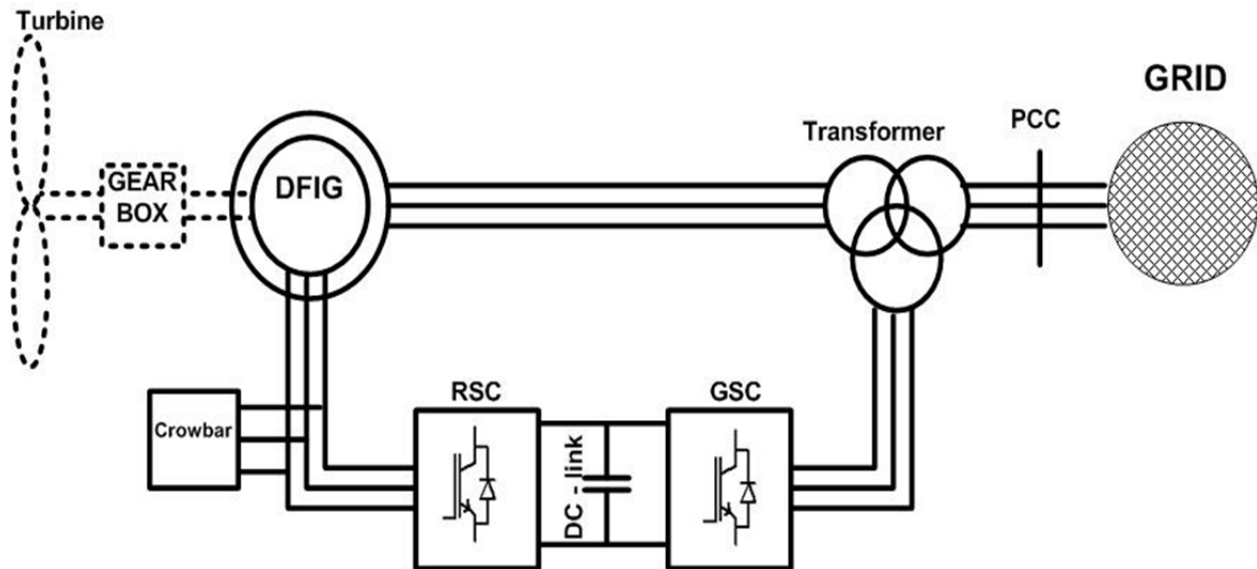 Turbine
GRID
Transformer
PCC
GEAR
BOX
DFIG
RSC
GSC
Crowbar
DC - link